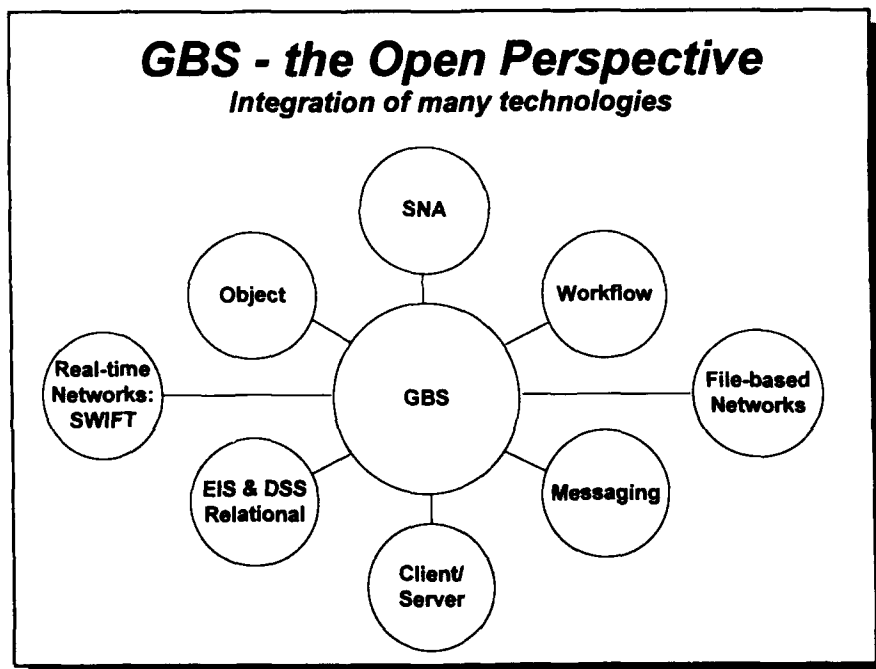 GBS - the Open Perspective
Integration of many technologies
SNA
Object
Workflow
Real-time
Networks:
SWIFT
GBS
File-based
Networks
EIS & DSS
Relational
Messaging
Client/
Server